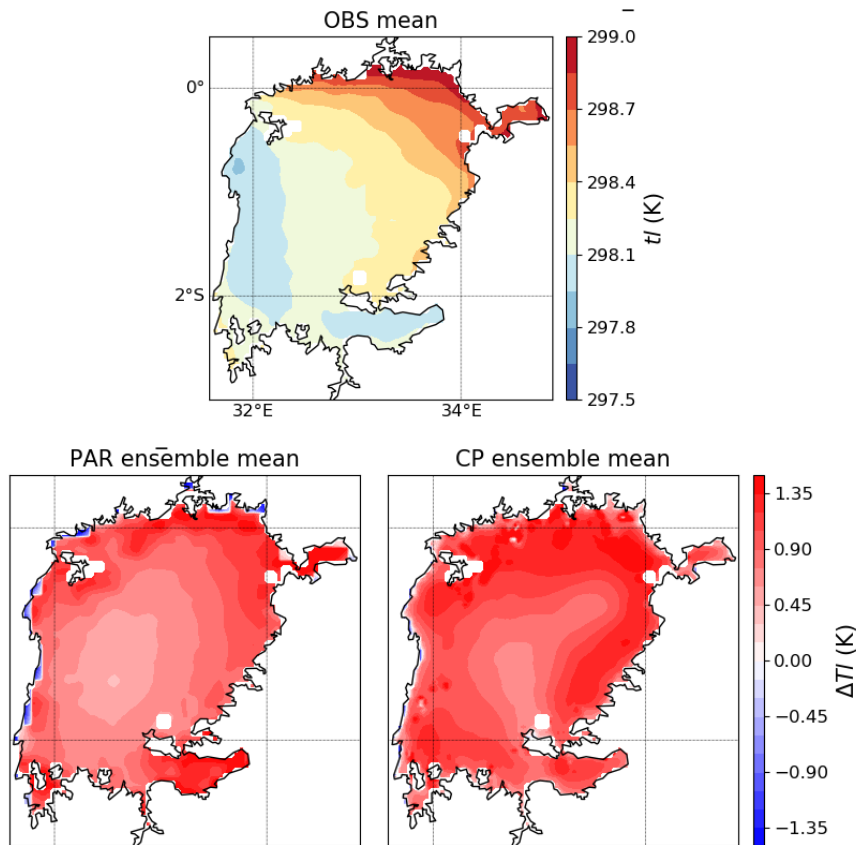 OBS mean
0°
2°S
32°E
34°E
299.0
298.7
298.4
298.1
297.8
297.5
tl (K)
PAR ensemble mean
CP ensemble mean
1.35
0.90
0.45
0.00
−0.45
−0.90
−1.35
ΔTl (K)